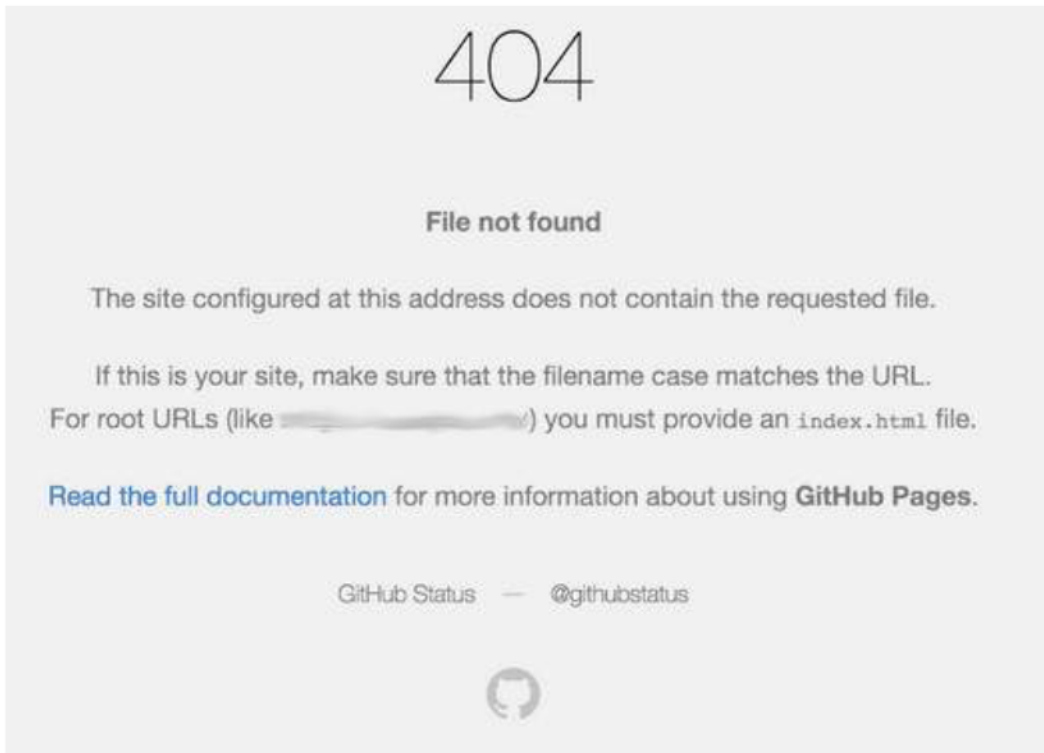 404
File not found
The site configured at this address does not contain the requested file.
If this is your site, make sure that the filename case matches the URL.
For root URLs (like /) you must provide an index.html file.
Read the full documentation for more information about using GitHub Pages.
GitHub Status — @githubstatus